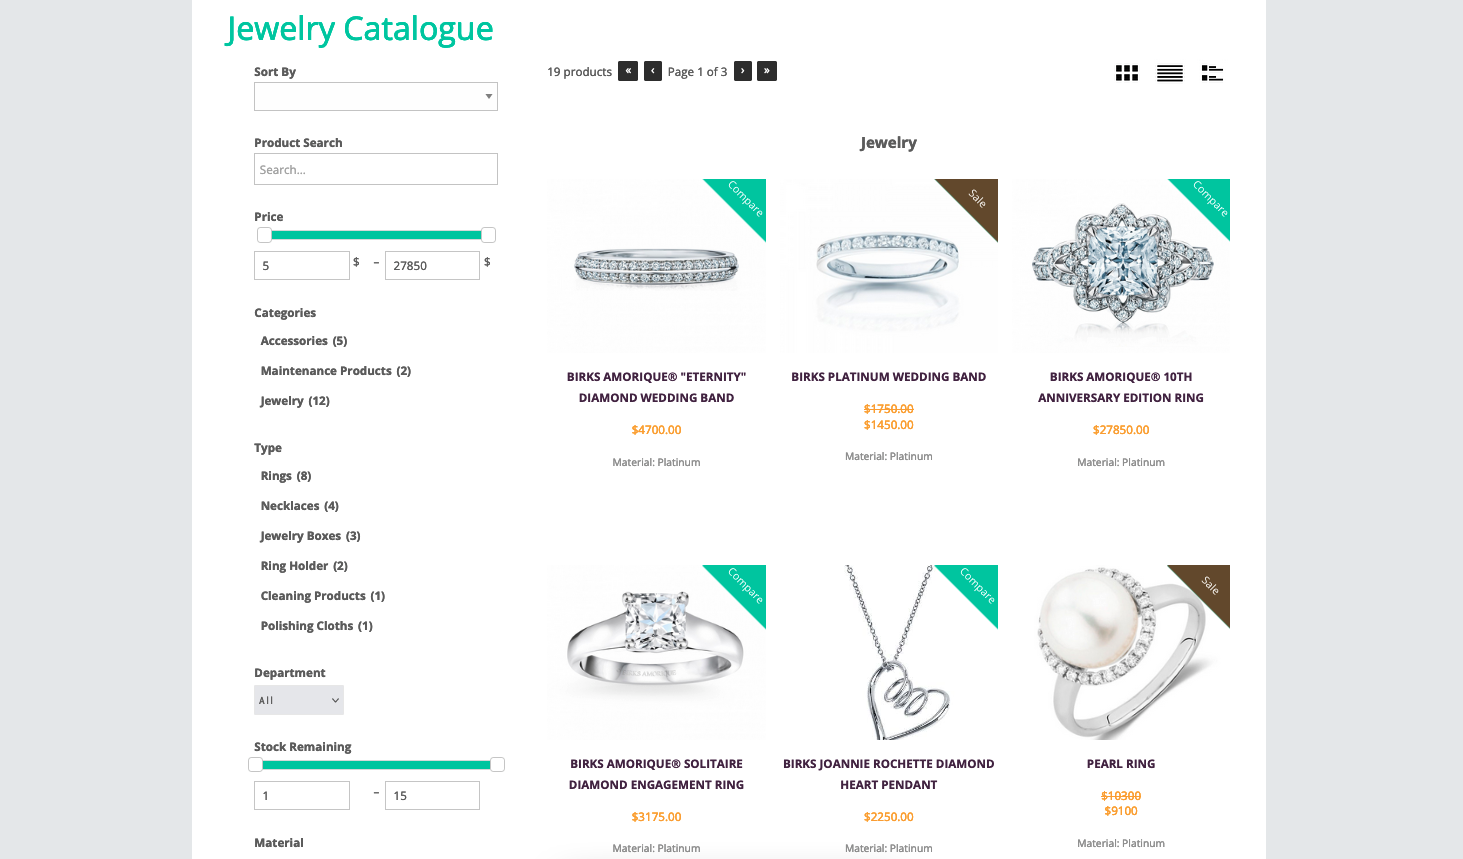 Jewelry Catalogue
Sort By
Product Search
Search...
Price
5 $ – 27850 $
Categories
Accessories (5)
Maintenance Products (2)
Jewelry (12)
Type
Rings (8)
Necklaces (4)
Jewelry Boxes (3)
Ring Holder (2)
Cleaning Products (1)
Polishing Cloths (1)
Department
All
Stock Remaining
1 – 15
Material
19 products « ‹ Page 1 of 3 › »
Jewelry
Compare
BIRKS AMORIQUE® "ETERNITY"
DIAMOND WEDDING BAND
$4700.00
Material: Platinum
Sale
BIRKS PLATINUM WEDDING BAND
$1750.00
$1450.00
Material: Platinum
Compare
BIRKS AMORIQUE® 10TH
ANNIVERSARY EDITION RING
$27850.00
Material: Platinum
Compare
BIRKS AMORIQUE® SOLITAIRE
DIAMOND ENGAGEMENT RING
$3175.00
Material: Platinum
Compare
BIRKS JOANNIE ROCHETTE DIAMOND
HEART PENDANT
$2250.00
Material: Platinum
Sale
PEARL RING
$10300
$9100
Material: Platinum